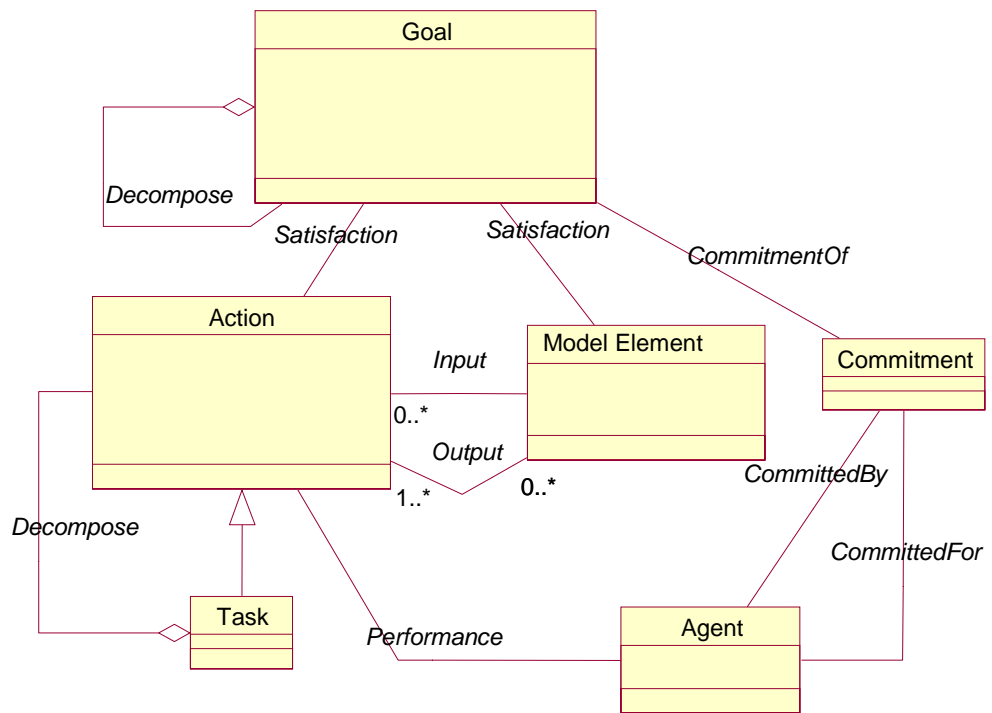 Goal
Decompose
Satisfaction
Satisfaction
CommitmentOf
Action
Model Element
Commitment
Input
0..*
Output
1..*
0..*
CommittedBy
Decompose
CommittedFor
Task
Performance
Agent